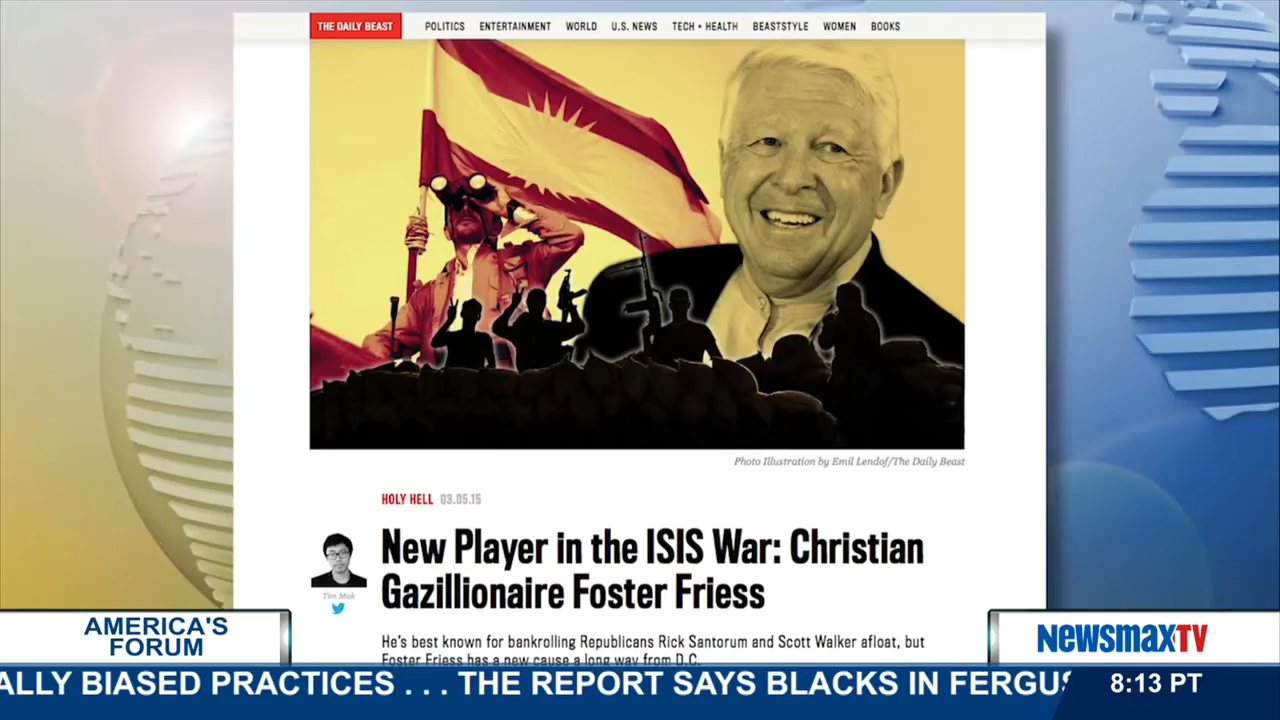 THE DAILY BEAST POLITICS ENTERTAINMENT WORLD U.S. NEWS TECH + HEALTH BEASTSTYLE WOMEN BOOKS
Photo Illustration by Emil Lendof/The Daily Beast
HOLY HELL 03.05.15
New Player in the ISIS War: Christian
Gazillionaire Foster Friess
Tim Mak
He's best known for bankrolling Republicans Rick Santorum and Scott Walker afloat, but
Foster Friess has a new cause a long way from D.C.
AMERICA'S
FORUM
NEWSMAXTV
ALLY BIASED PRACTICES . . . THE REPORT SAYS BLACKS IN FERGUS
8:13 PT